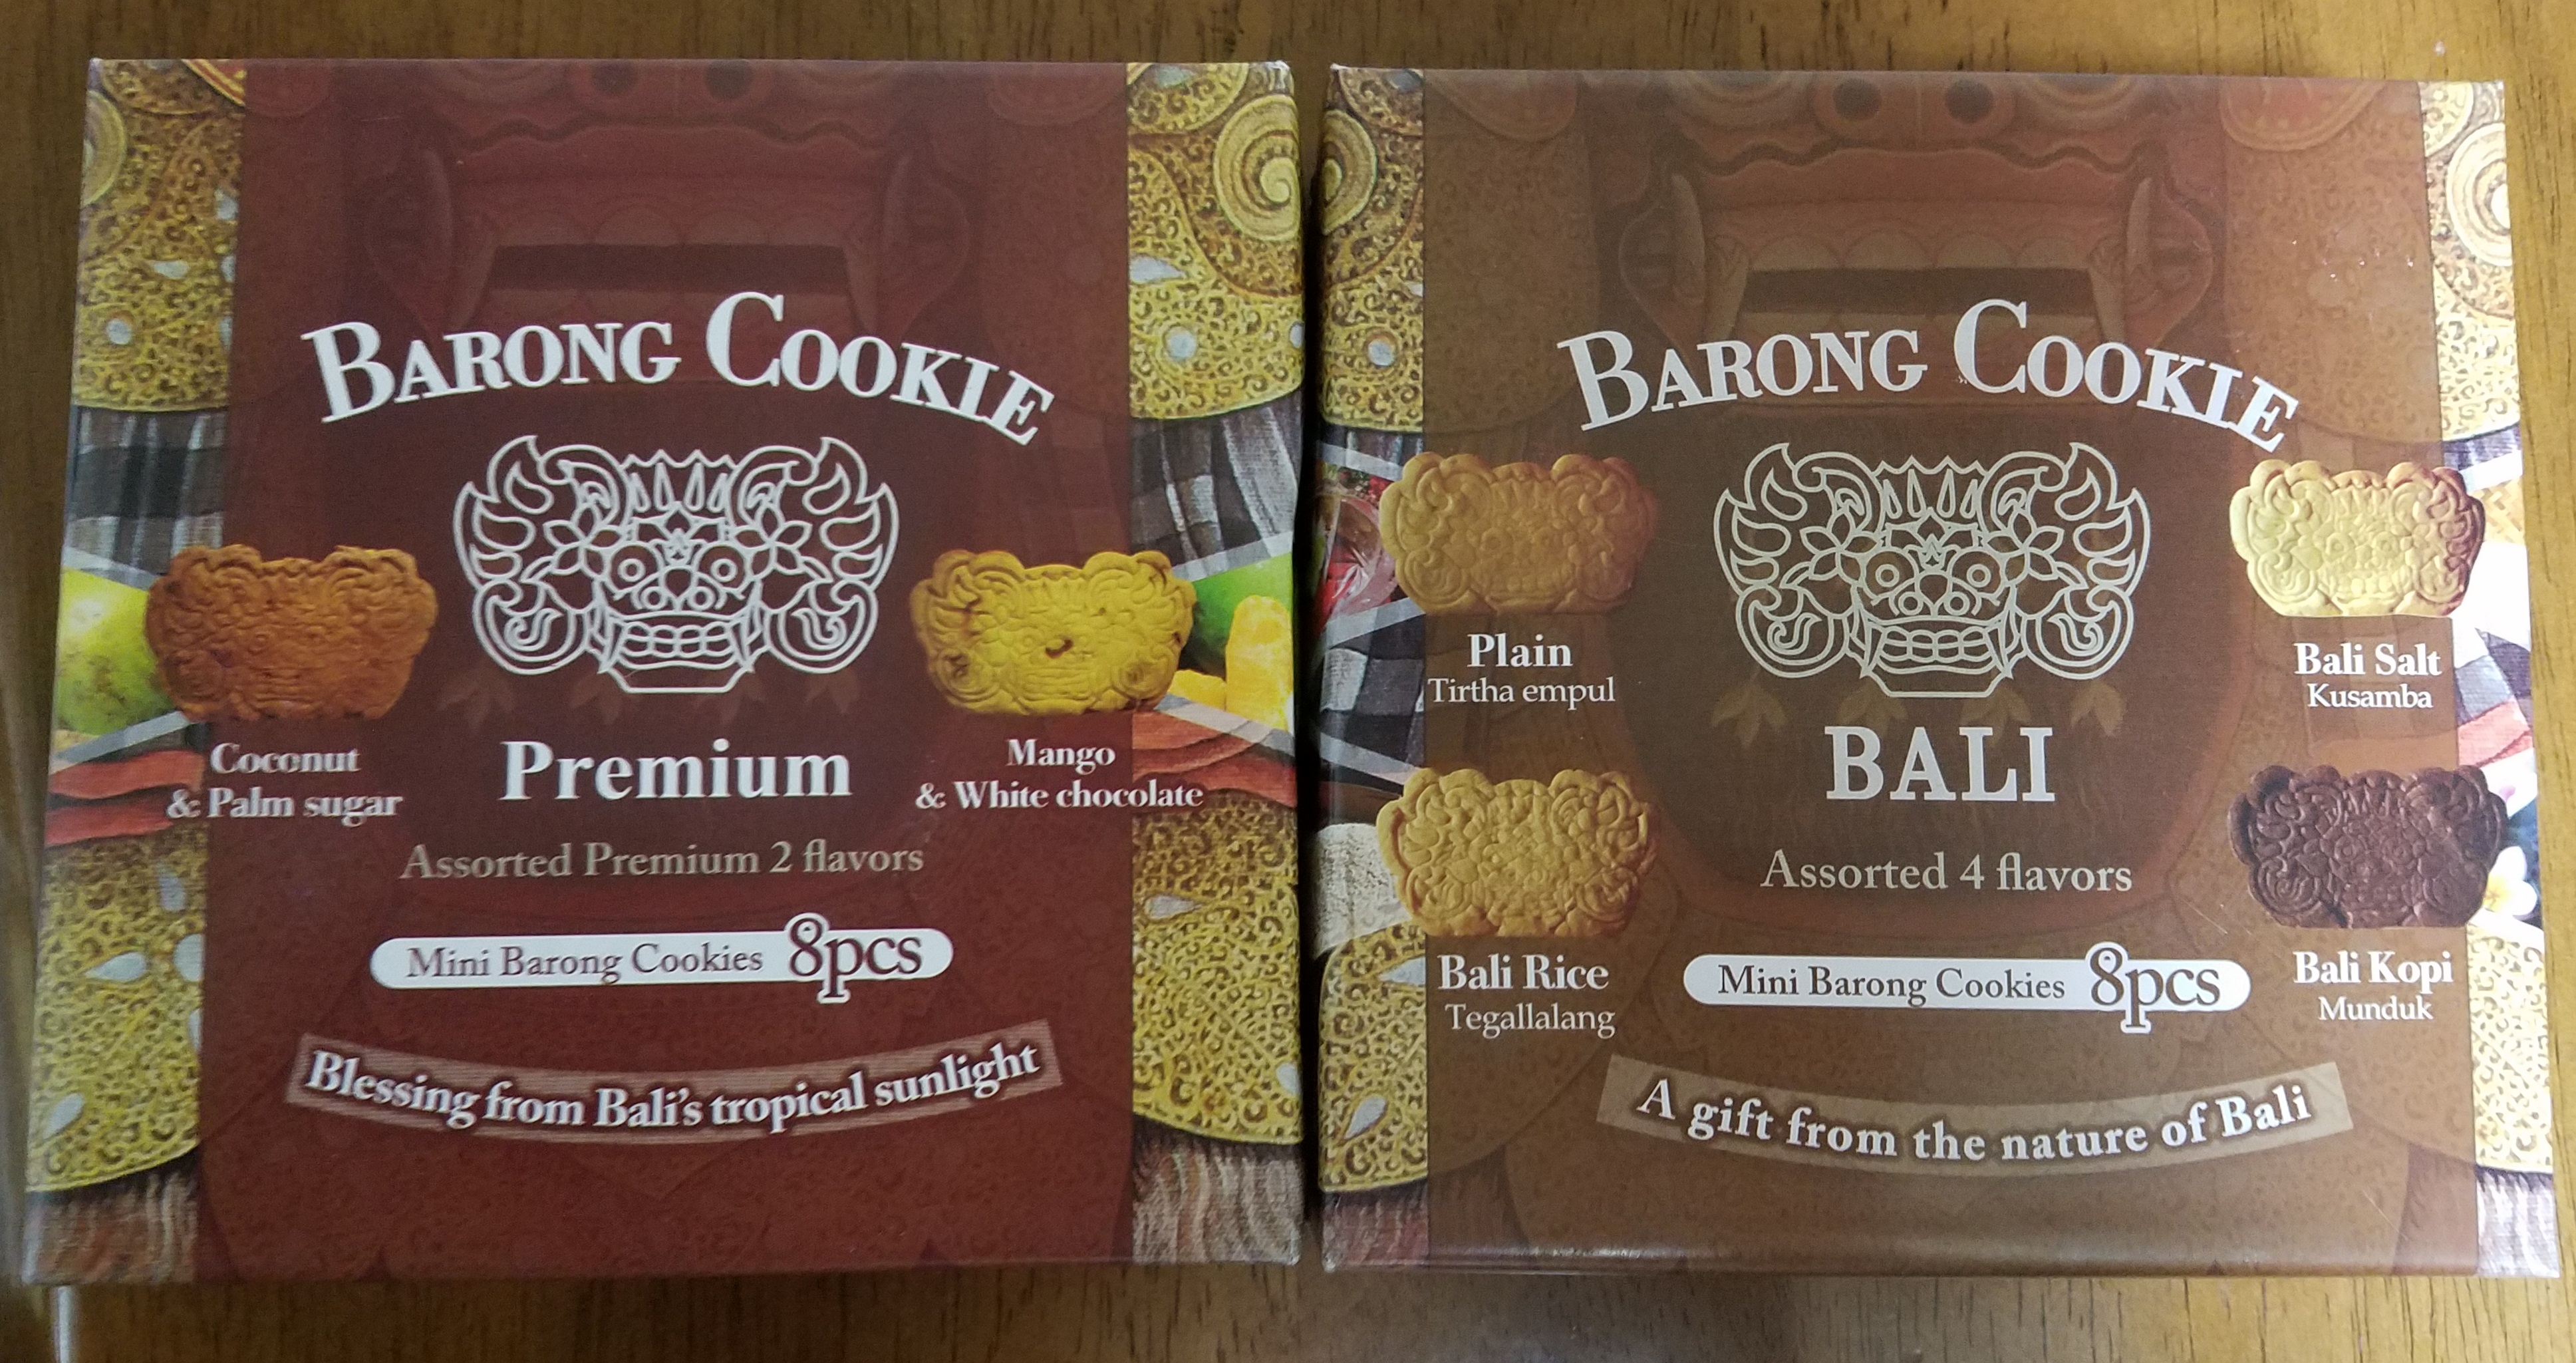 BARONG COOKIE
Coconut
& Palm sugar
Mango
& White chocolate
Premium
Assorted Premium 2 flavors
Mini Barong Cookies 8pcs
Blessing from Bali's tropical sunlight
BARONG COOKIE
Plain
Tirtha empul
Bali Salt
Kusamba
BALI
Assorted 4 flavors
Bali Rice
Tegallalang
Bali Kopi
Munduk
Mini Barong Cookies 8pcs
A gift from the nature of Bali